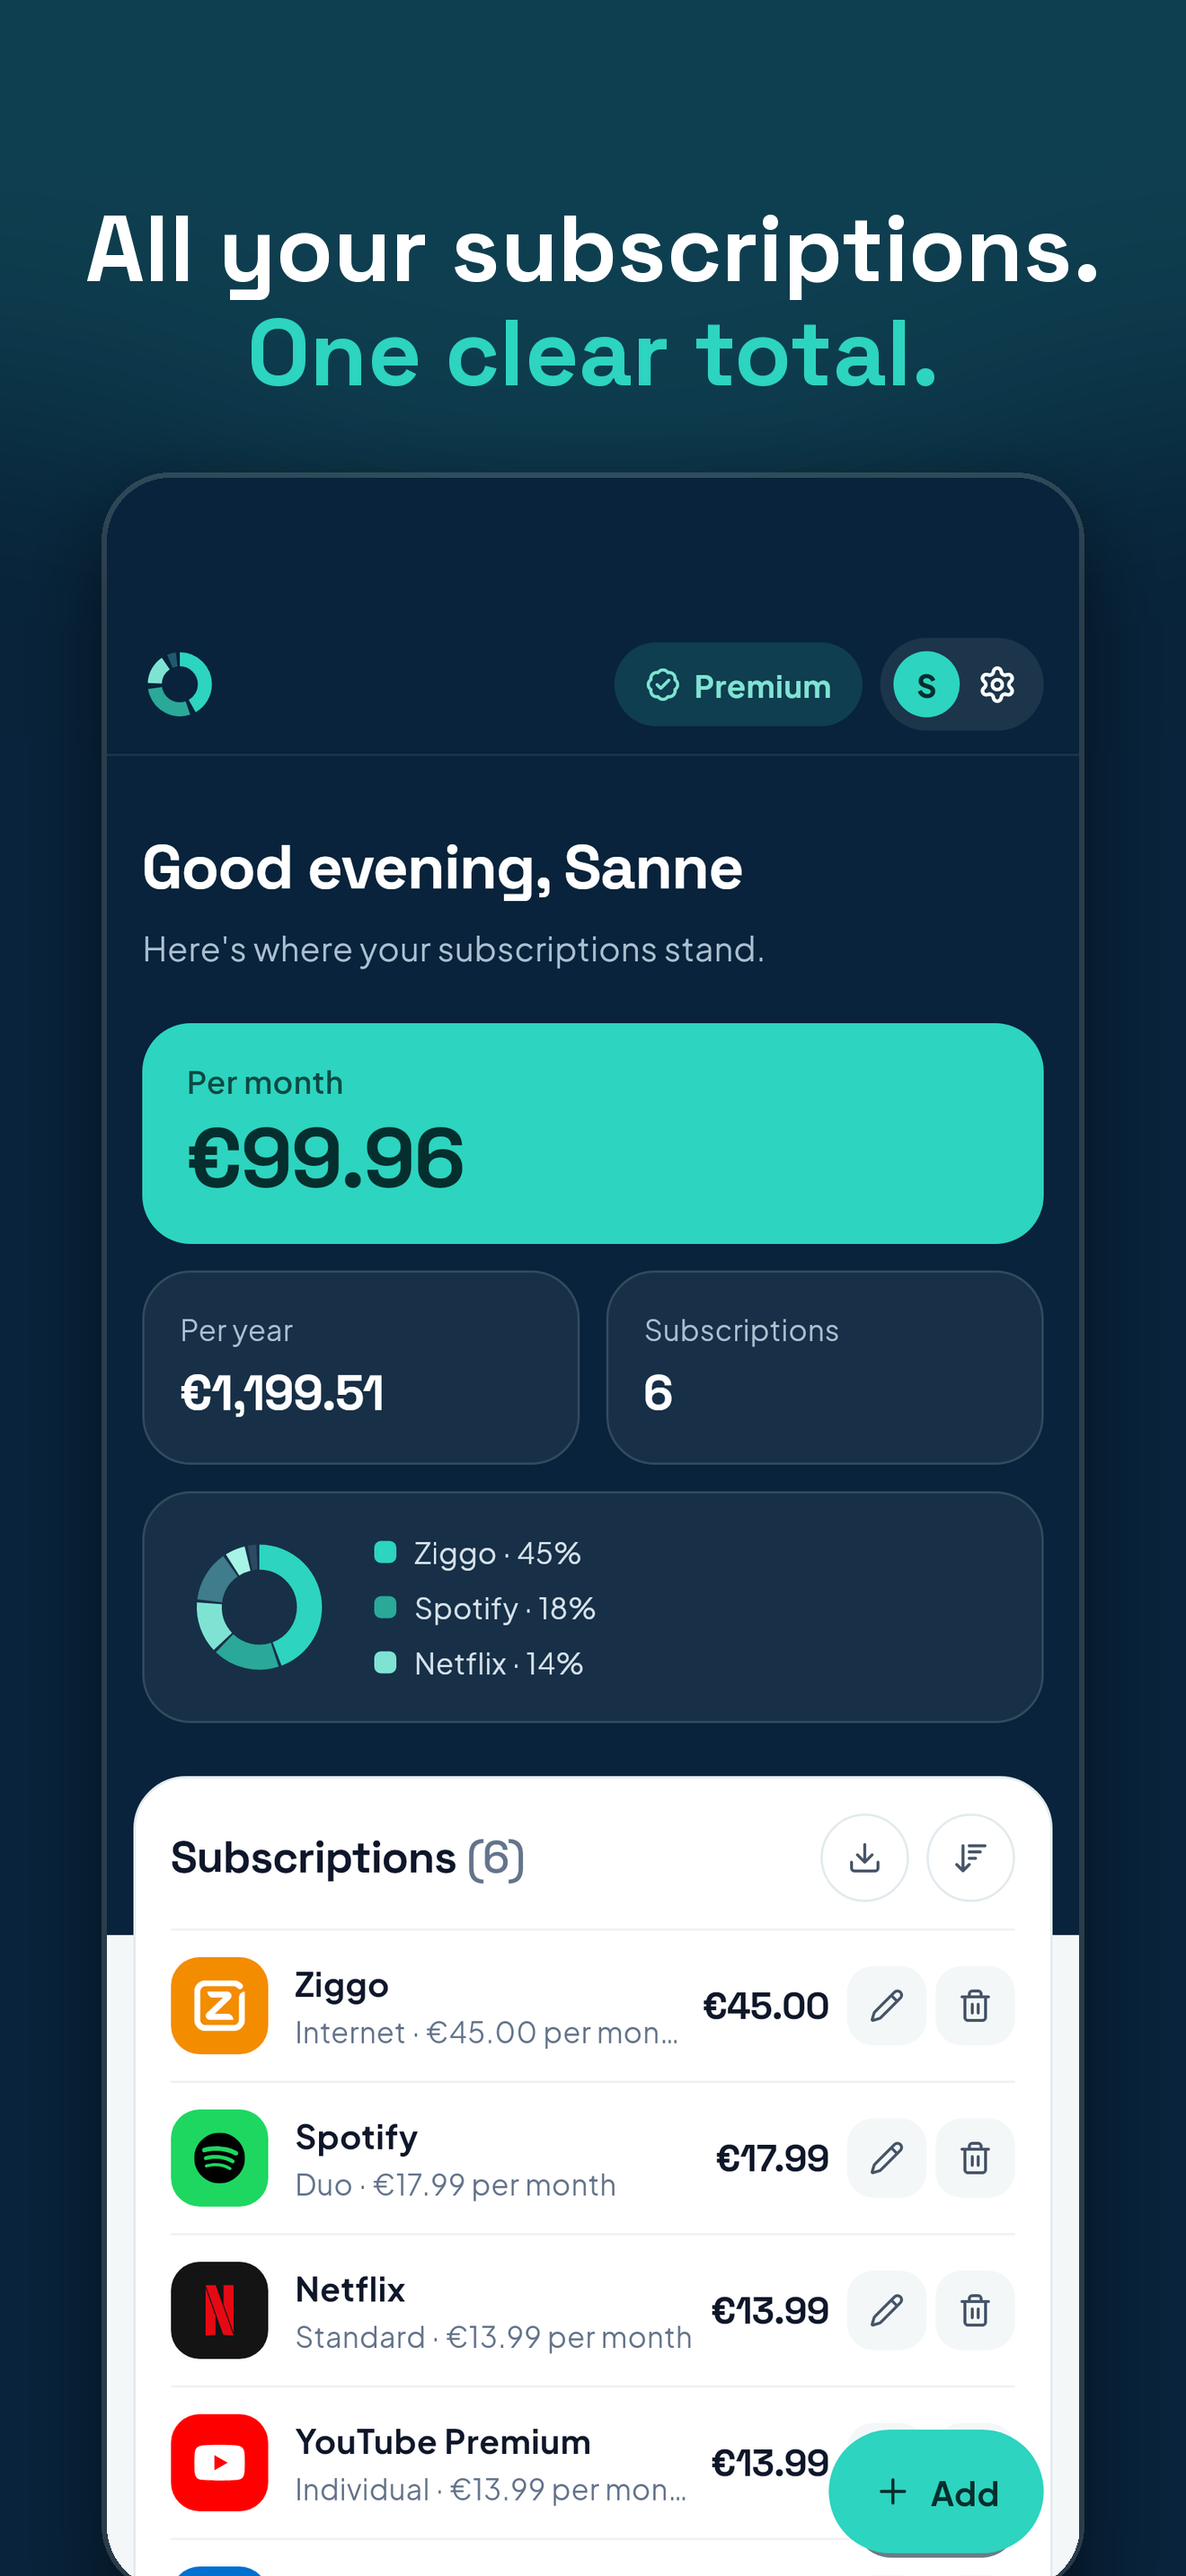 All your subscriptions.
One clear total.
Premium
S
Good evening, Sanne
Here's where your subscriptions stand.
Per month
€99.96
Per year
€1,199.51
Subscriptions
6
Ziggo · 45%
Spotify · 18%
Netflix · 14%
Subscriptions (6)
Ziggo
Internet · €45.00 per mon...
€45.00
Spotify
Duo · €17.99 per month
€17.99
Netflix
Standard · €13.99 per month
€13.99
YouTube Premium
Individual · €13.99 per mon...
€13.99
+ Add